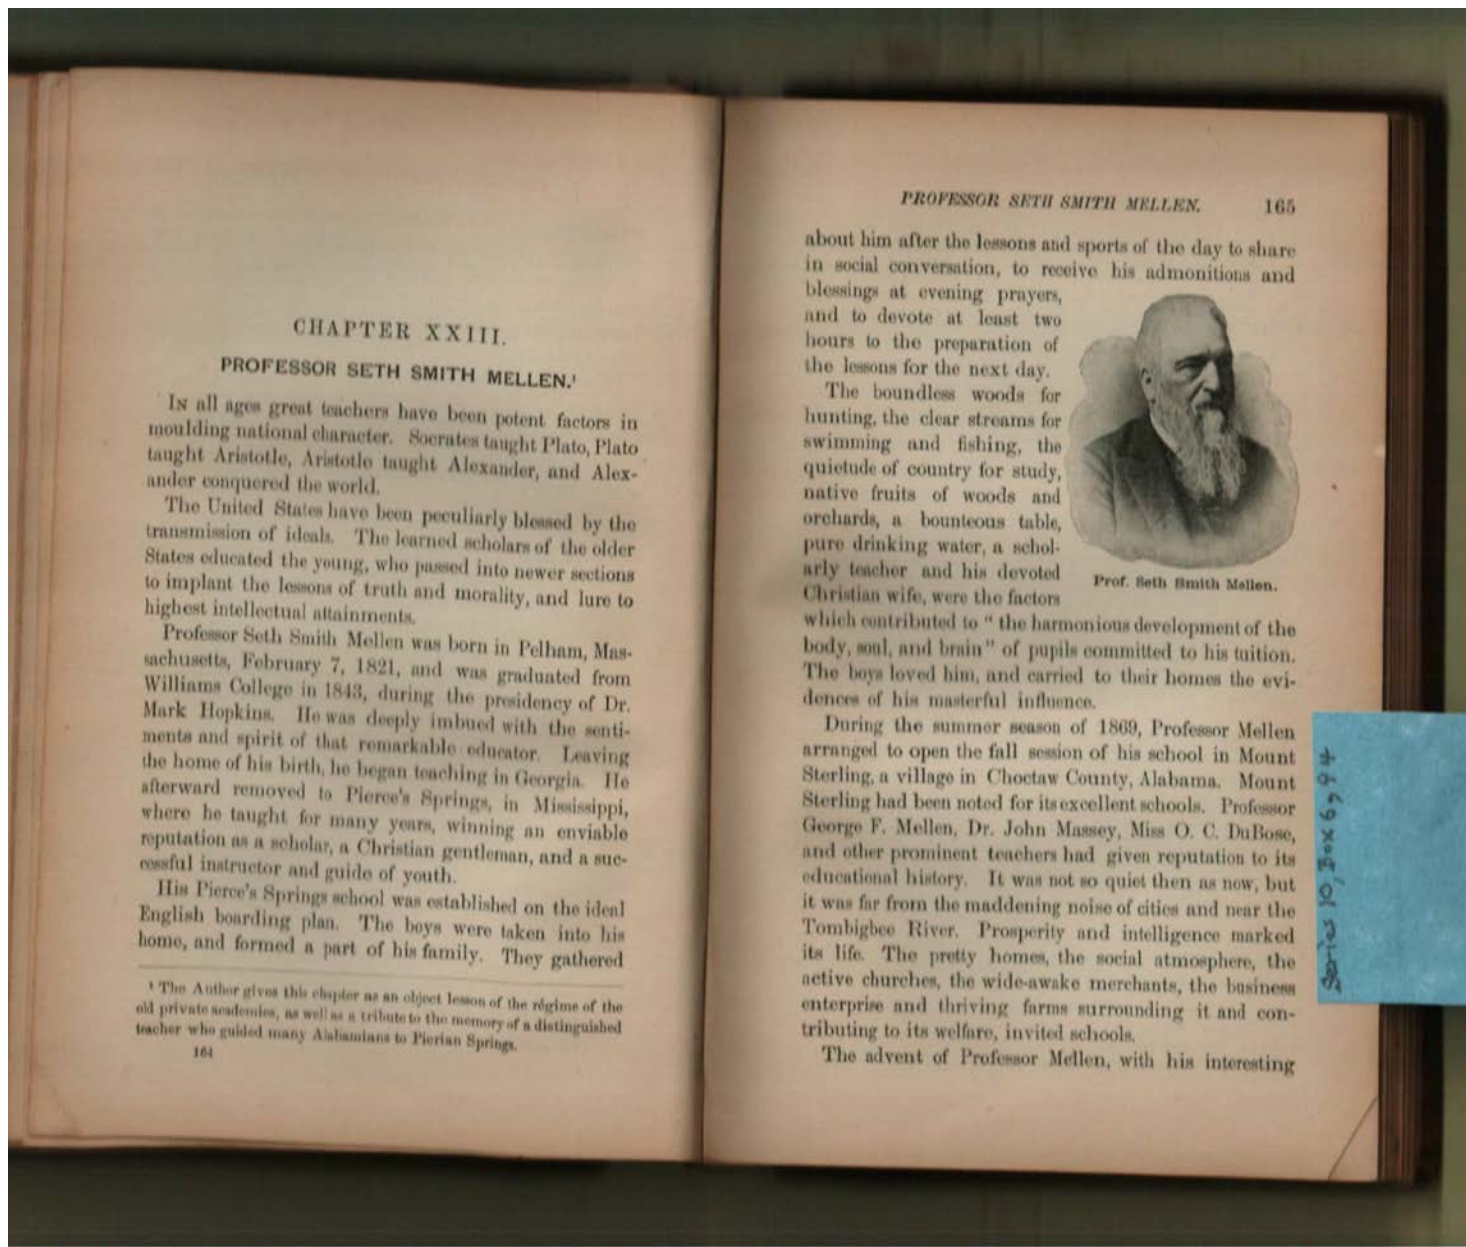 CHAPTER XXIII.
PROFESSOR SETH SMITH MELLEN.¹
IN all ages great teachers have been potent factors in
moulding national character. Socrates taught Plato, Plato
taught Aristotle, Aristotle taught Alexander, and Alex-
ander conquered the world.
The United States have been peculiarly blessed by the
transmission of ideals. The learned scholars of the older
States educated the young, who passed into newer sections
to implant the lessons of truth and morality, and lure to
highest intellectual attainments.
Professor Seth Smith Mellen was born in Pelham, Mas-
sachusetts, February 7, 1821, and was graduated from
Williams College in 1843, during the presidency of Dr.
Mark Hopkins. He was deeply imbued with the senti-
ments and spirit of that remarkable educator. Leaving
the home of his birth, he began teaching in Georgia. He
afterward removed to Pierce's Springs, in Mississippi,
where he taught for many years, winning an enviable
reputation as a scholar, a Christian gentleman, and a suc-
cessful instructor and guide of youth.
His Pierce's Springs school was established on the ideal
English boarding plan. The boys were taken into his
home, and formed a part of his family. They gathered
¹ The Author gives this chapter as an object lesson of the régime of the
old private academies, as well as a tribute to the memory of a distinguished
teacher who guided many Alabamians to Pierian Springs.
164
PROFESSOR SETH SMITH MELLEN. 165
about him after the lessons and sports of the day to share
in social conversation, to receive his admonitions and
blessings at evening prayers,
and to devote at least two
hours to the preparation of
the lessons for the next day.
The boundless woods for
hunting, the clear streams for
swimming and fishing, the
quietude of country for study,
native fruits of woods and
orchards, a bounteous table,
pure drinking water, a schol-
arly teacher and his devoted
Christian wife, were the factors
Prof. Seth Smith Mellen.
which contributed to "the harmonious development of the
body, soul, and brain" of pupils committed to his tuition.
The boys loved him, and carried to their homes the evi-
dences of his masterful influence.
During the summer season of 1869, Professor Mellen
arranged to open the fall session of his school in Mount
Sterling, a village in Choctaw County, Alabama. Mount
Sterling had been noted for its excellent schools. Professor
George F. Mellen, Dr. John Massey, Miss O. C. DuBose,
and other prominent teachers had given reputation to its
educational history. It was not so quiet then as now, but
it was far from the maddening noise of cities and near the
Tombigbee River. Prosperity and intelligence marked
its life. The pretty homes, the social atmosphere, the
active churches, the wide-awake merchants, the business
enterprise and thriving farms surrounding it and con-
tributing to its welfare, invited schools.
The advent of Professor Mellen, with his interesting
Series 10, Box 6, 94